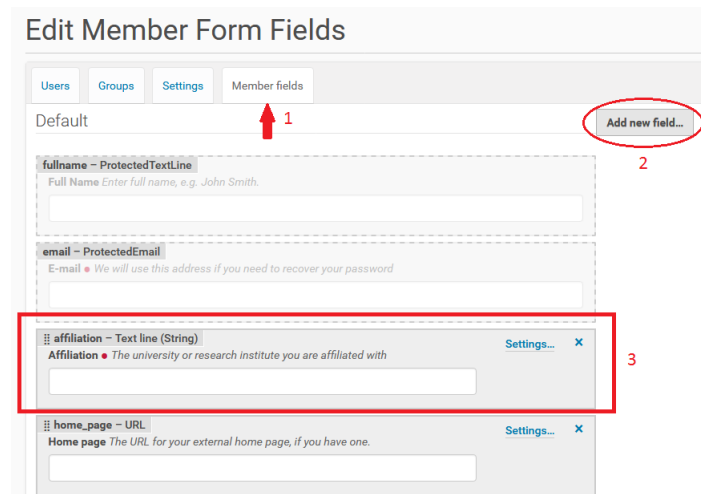 Edit Member Form Fields
Users Groups Settings Member fields
1
Default
Add new field...
2
fullname – ProtectedTextLine
Full Name Enter full name, e.g. John Smith.
email – ProtectedEmail
E-mail ● We will use this address if you need to recover your password
affiliation – Text line (String)
Settings... ×
Affiliation ● The university or research institute you are affiliated with
3
home_page – URL
Settings... ×
Home page The URL for your external home page, if you have one.